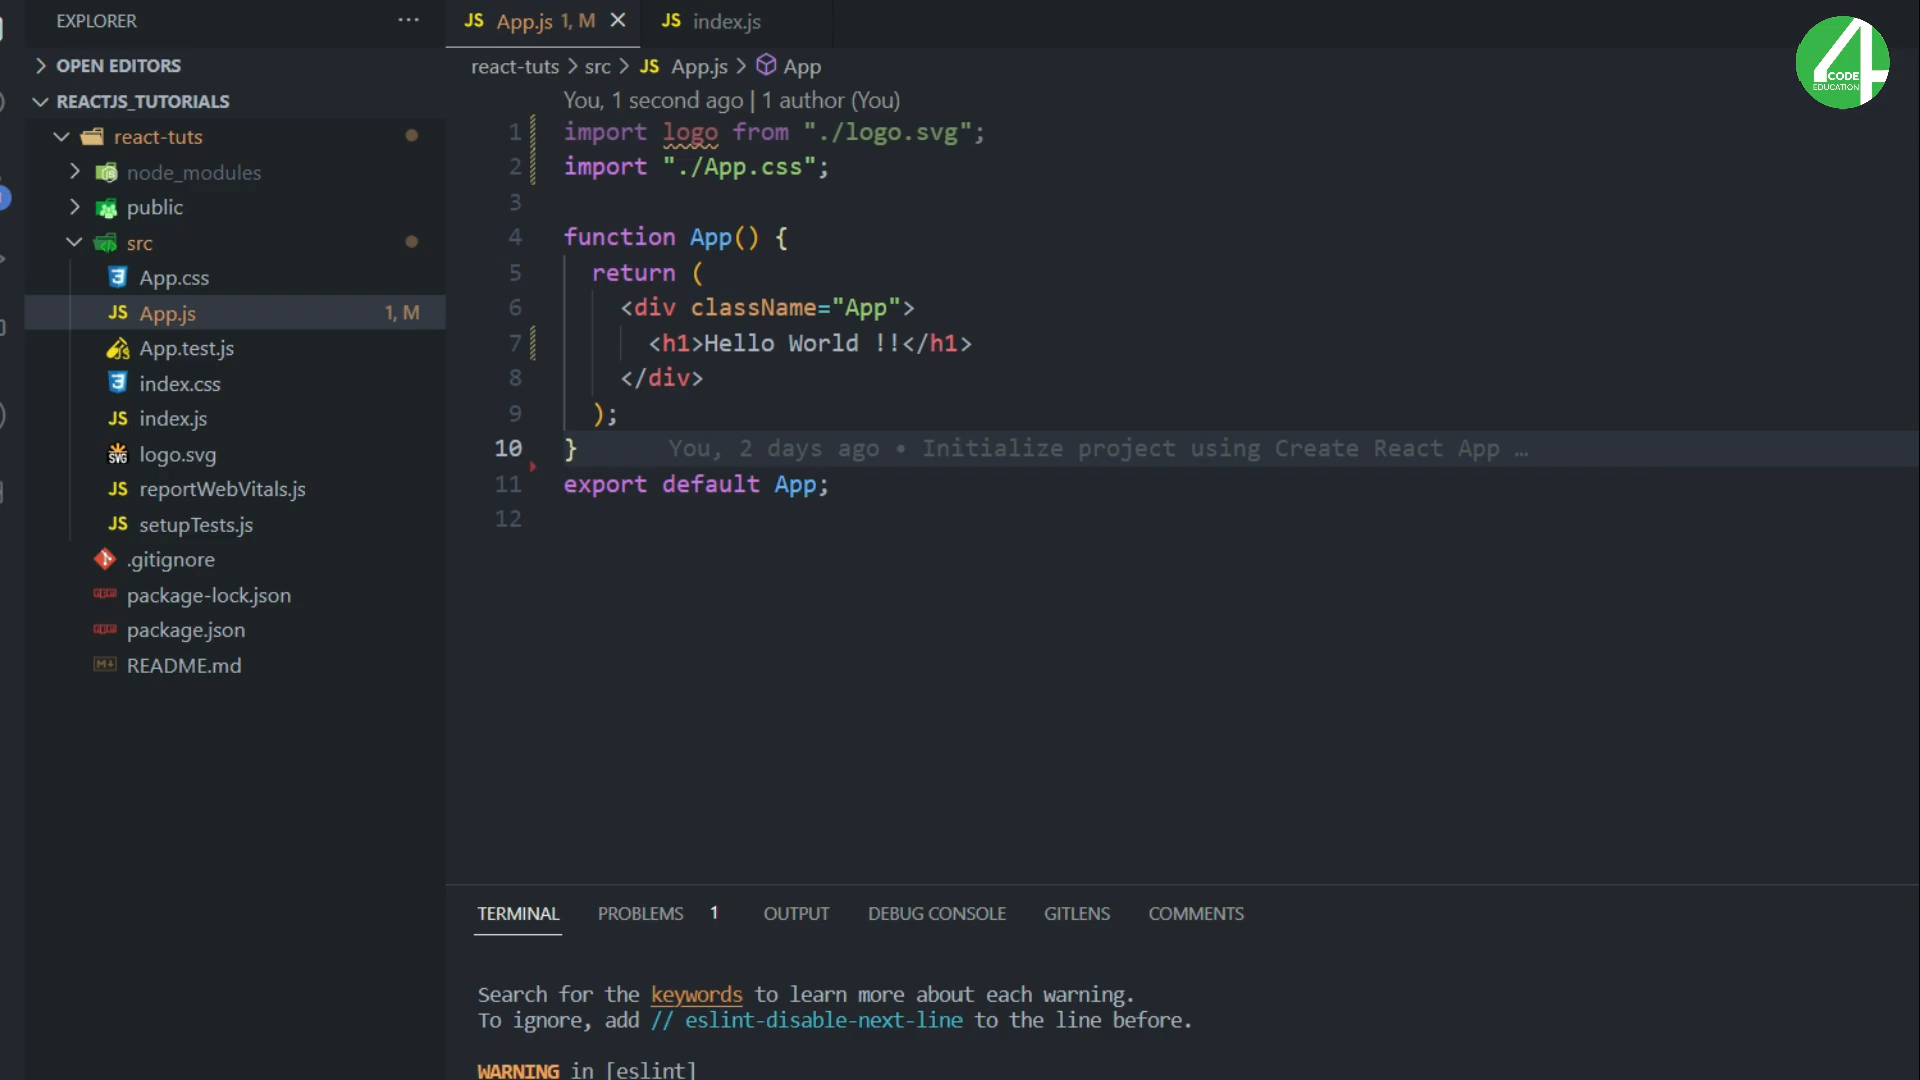 EXPLORER ···
OPEN EDITORS
REACTJS_TUTORIALS
react-tuts
node_modules
public
src
App.css
JS App.js 1, M
App.test.js
index.css
JS index.js
logo.svg
JS reportWebVitals.js
JS setupTests.js
.gitignore
package-lock.json
package.json
README.md
JS App.js 1, M
JS index.js
react-tuts > src > JS App.js > App
You, 1 second ago | 1 author (You)
1 import logo from "./logo.svg";
2 import "./App.css";
3
4 function App() {
5 return (
6 <div className="App">
7 <h1>Hello World !!</h1>
8 </div>
9 );
10 } You, 2 days ago • Initialize project using Create React App …
11 export default App;
12
4
CODE
EDUCATION
TERMINAL PROBLEMS 1 OUTPUT DEBUG CONSOLE GITLENS COMMENTS
Search for the keywords to learn more about each warning.
To ignore, add // eslint-disable-next-line to the line before.
WARNING in [eslint]